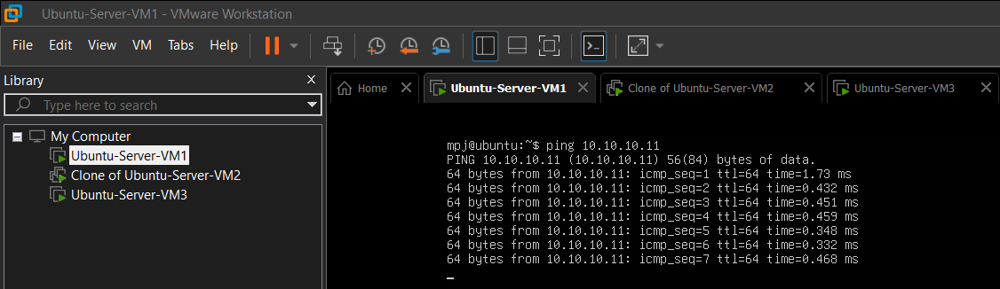 Ubuntu-Server-VM1 - VMware Workstation
File Edit View VM Tabs Help
Library X
Type here to search
My Computer
Ubuntu-Server-VM1
Clone of Ubuntu-Server-VM2
Ubuntu-Server-VM3
Home Ubuntu-Server-VM1 Clone of Ubuntu-Server-VM2 Ubuntu-Server-VM3
mpj@ubuntu:~$ ping 10.10.10.11
PING 10.10.10.11 (10.10.10.11) 56(84) bytes of data.
64 bytes from 10.10.10.11: icmp_seq=1 ttl=64 time=1.73 ms
64 bytes from 10.10.10.11: icmp_seq=2 ttl=64 time=0.432 ms
64 bytes from 10.10.10.11: icmp_seq=3 ttl=64 time=0.451 ms
64 bytes from 10.10.10.11: icmp_seq=4 ttl=64 time=0.459 ms
64 bytes from 10.10.10.11: icmp_seq=5 ttl=64 time=0.348 ms
64 bytes from 10.10.10.11: icmp_seq=6 ttl=64 time=0.332 ms
64 bytes from 10.10.10.11: icmp_seq=7 ttl=64 time=0.468 ms